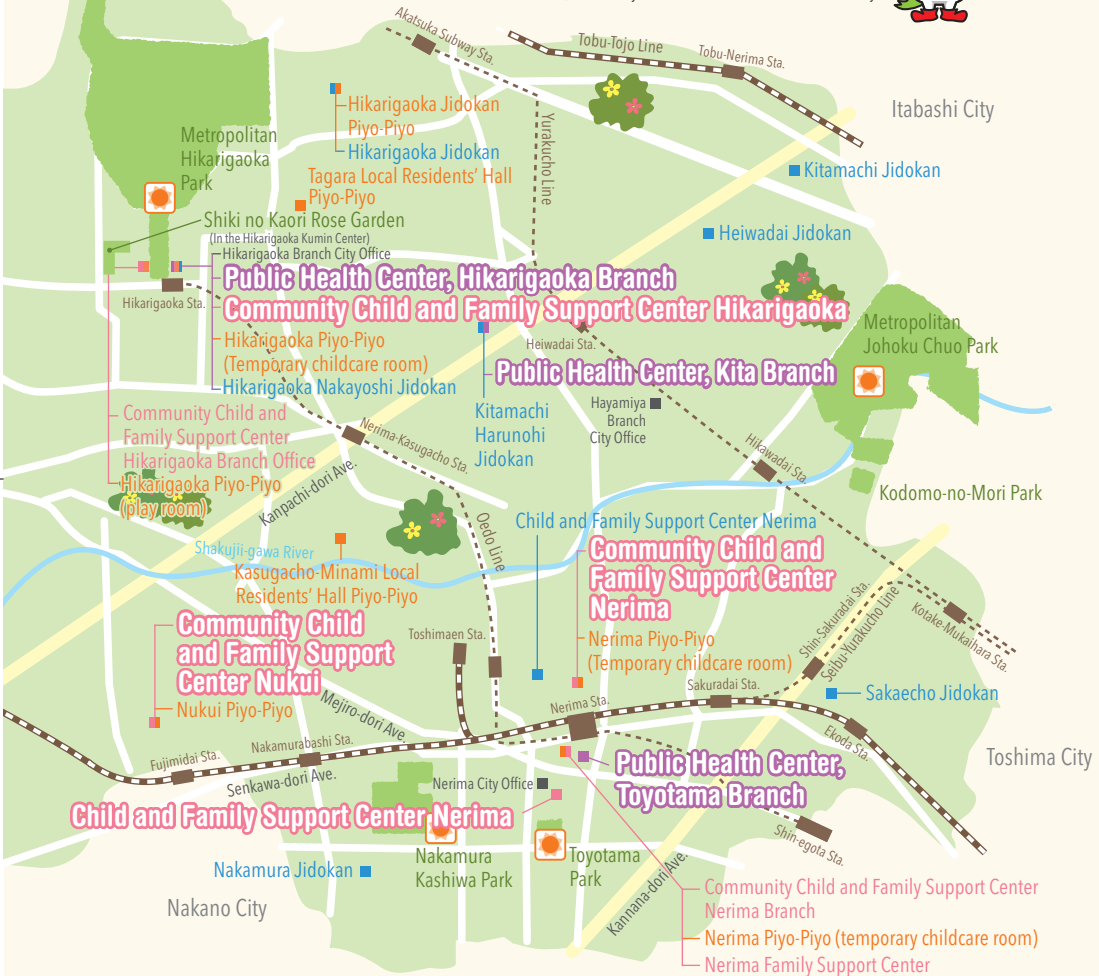 Akatsuka Subway Sta.
Tobu-Tojo Line
Tobu-Nerima Sta.
Itabashi City
Hikarigaoka Jidokan
Piyo-Piyo
Hikarigaoka Jidokan
Metropolitan
Hikarigaoka
Park
Yurakucho Line
Kitamachi Jidokan
Tagara Local Residents' Hall
Piyo-Piyo
Shiki no Kaori Rose Garden
(In the Hikarigaoka Kumin Center)
Hikarigaoka Branch City Office
Heiwadai Jidokan
Public Health Center, Hikarigaoka Branch
Community Child and Family Support Center Hikarigaoka
Hikarigaoka Sta.
Hikarigaoka Piyo-Piyo
(Temporary childcare room)
Hikarigaoka Nakayoshi Jidokan
Heiwadai Sta.
Metropolitan
Johoku Chuo Park
Public Health Center, Kita Branch
Kitamachi
Harunohi
Jidokan
Hayamiya
Branch
City Office
Community Child and
Family Support Center
Hikarigaoka Branch Office
Hikarigaoka Piyo-Piyo
(play room)
Nerima-Kasugacho Sta.
Kanpachi-dori Ave.
Hikawadai Sta.
Kodomo-no-Mori Park
Oedo Line
Child and Family Support Center Nerima
Community Child and
Family Support Center
Nerima
Shakujii-gawa River
Kasugacho-Minami Local
Residents' Hall Piyo-Piyo
Community Child
and Family Support
Center Nukui
Nukui Piyo-Piyo
Toshimaen Sta.
Nerima Piyo-Piyo
(Temporary childcare room)
Shin-Sakuradai Sta.
Seibu-Yurakucho Line
Kotake-Mukaihara Sta.
Sakuradai Sta.
Sakaecho Jidokan
Mejiro-dori Ave.
Nerima Sta.
Nakamurabashi Sta.
Fujimidai Sta.
Senkawa-dori Ave.
Ekoda Sta.
Toshima City
Nerima City Office
Public Health Center,
Toyotama Branch
Child and Family Support Center Nerima
Shin-egota Sta.
Nakamura
Kashiwa Park
Toyotama
Park
Nakamura Jidokan
Nakano City
Kannana-dori Ave.
Community Child and Family Support Center
Nerima Branch
Nerima Piyo-Piyo (temporary childcare room)
Nerima Family Support Center